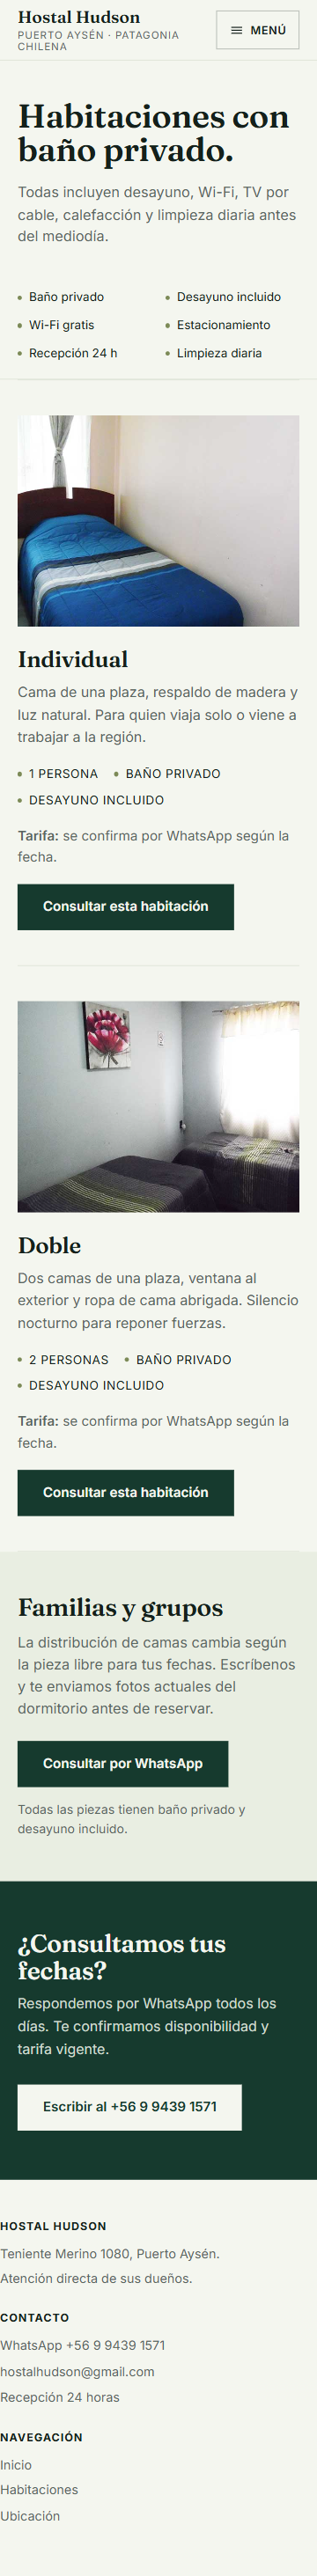 Hostal Hudson
PUERTO AYSÉN · PATAGONIA
CHILENA
MENÚ
Habitaciones con
baño privado.
Todas incluyen desayuno, Wi-Fi, TV por
cable, calefacción y limpieza diaria antes
del mediodía.
Baño privado
Desayuno incluido
Wi-Fi gratis
Estacionamiento
Recepción 24 h
Limpieza diaria
Individual
Cama de una plaza, respaldo de madera y
luz natural. Para quien viaja solo o viene a
trabajar a la región.
1 PERSONA
BAÑO PRIVADO
DESAYUNO INCLUIDO
Tarifa: se confirma por WhatsApp según la
fecha.
Consultar esta habitación
Doble
Dos camas de una plaza, ventana al
exterior y ropa de cama abrigada. Silencio
nocturno para reponer fuerzas.
2 PERSONAS
BAÑO PRIVADO
DESAYUNO INCLUIDO
Tarifa: se confirma por WhatsApp según la
fecha.
Consultar esta habitación
Familias y grupos
La distribución de camas cambia según
la pieza libre para tus fechas. Escríbenos
y te enviamos fotos actuales del
dormitorio antes de reservar.
Consultar por WhatsApp
Todas las piezas tienen baño privado y
desayuno incluido.
¿Consultamos tus
fechas?
Respondemos por WhatsApp todos los
días. Te confirmamos disponibilidad y
tarifa vigente.
Escribir al +56 9 9439 1571
HOSTAL HUDSON
Teniente Merino 1080, Puerto Aysén.
Atención directa de sus dueños.
CONTACTO
WhatsApp +56 9 9439 1571
hostalhudson@gmail.com
Recepción 24 horas
NAVEGACIÓN
Inicio
Habitaciones
Ubicación